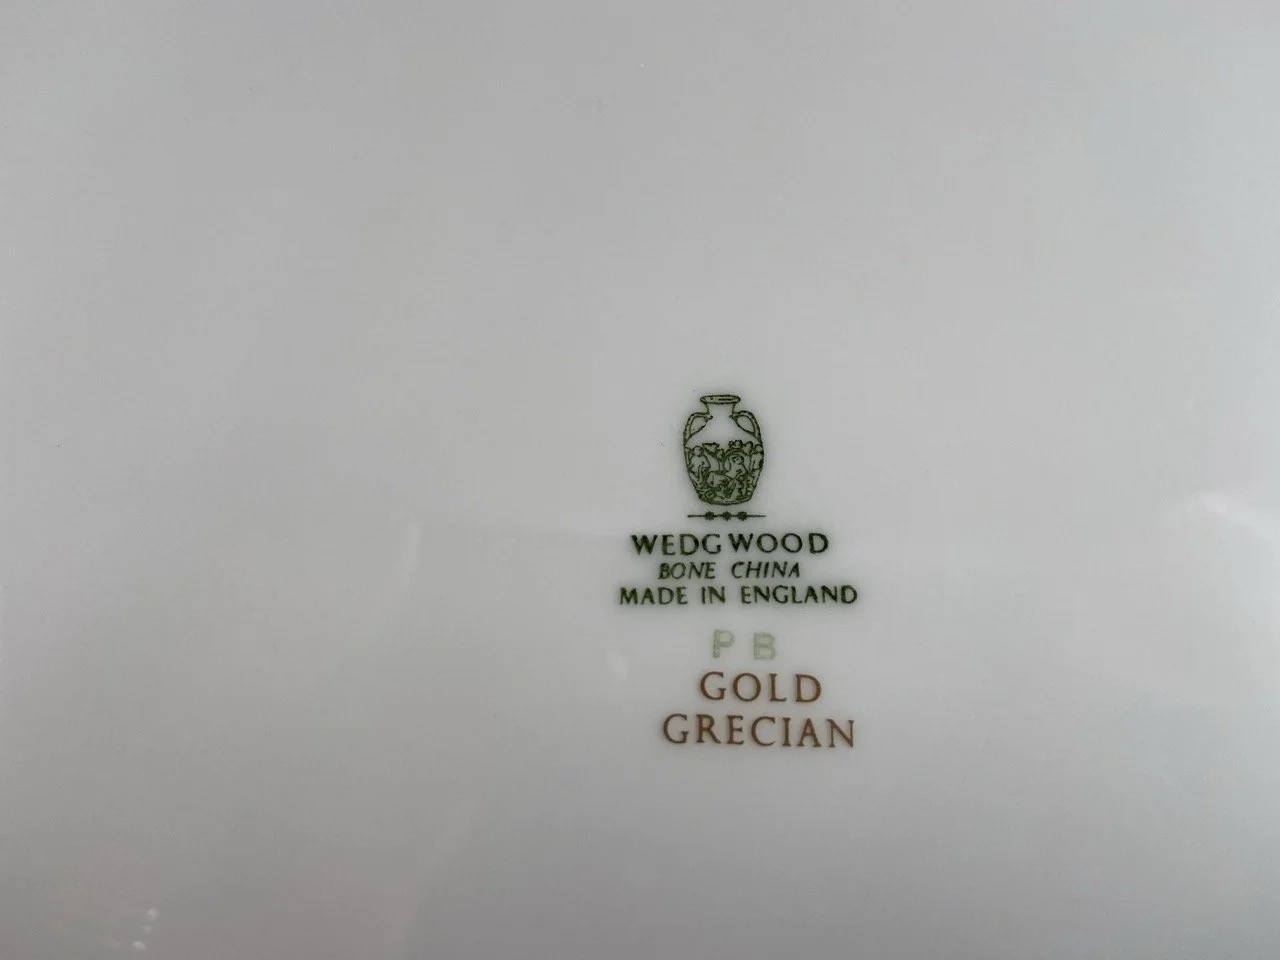 WEDGWOOD
BONE CHINA
MADE IN ENGLAND
P B
GOLD
GRECIAN